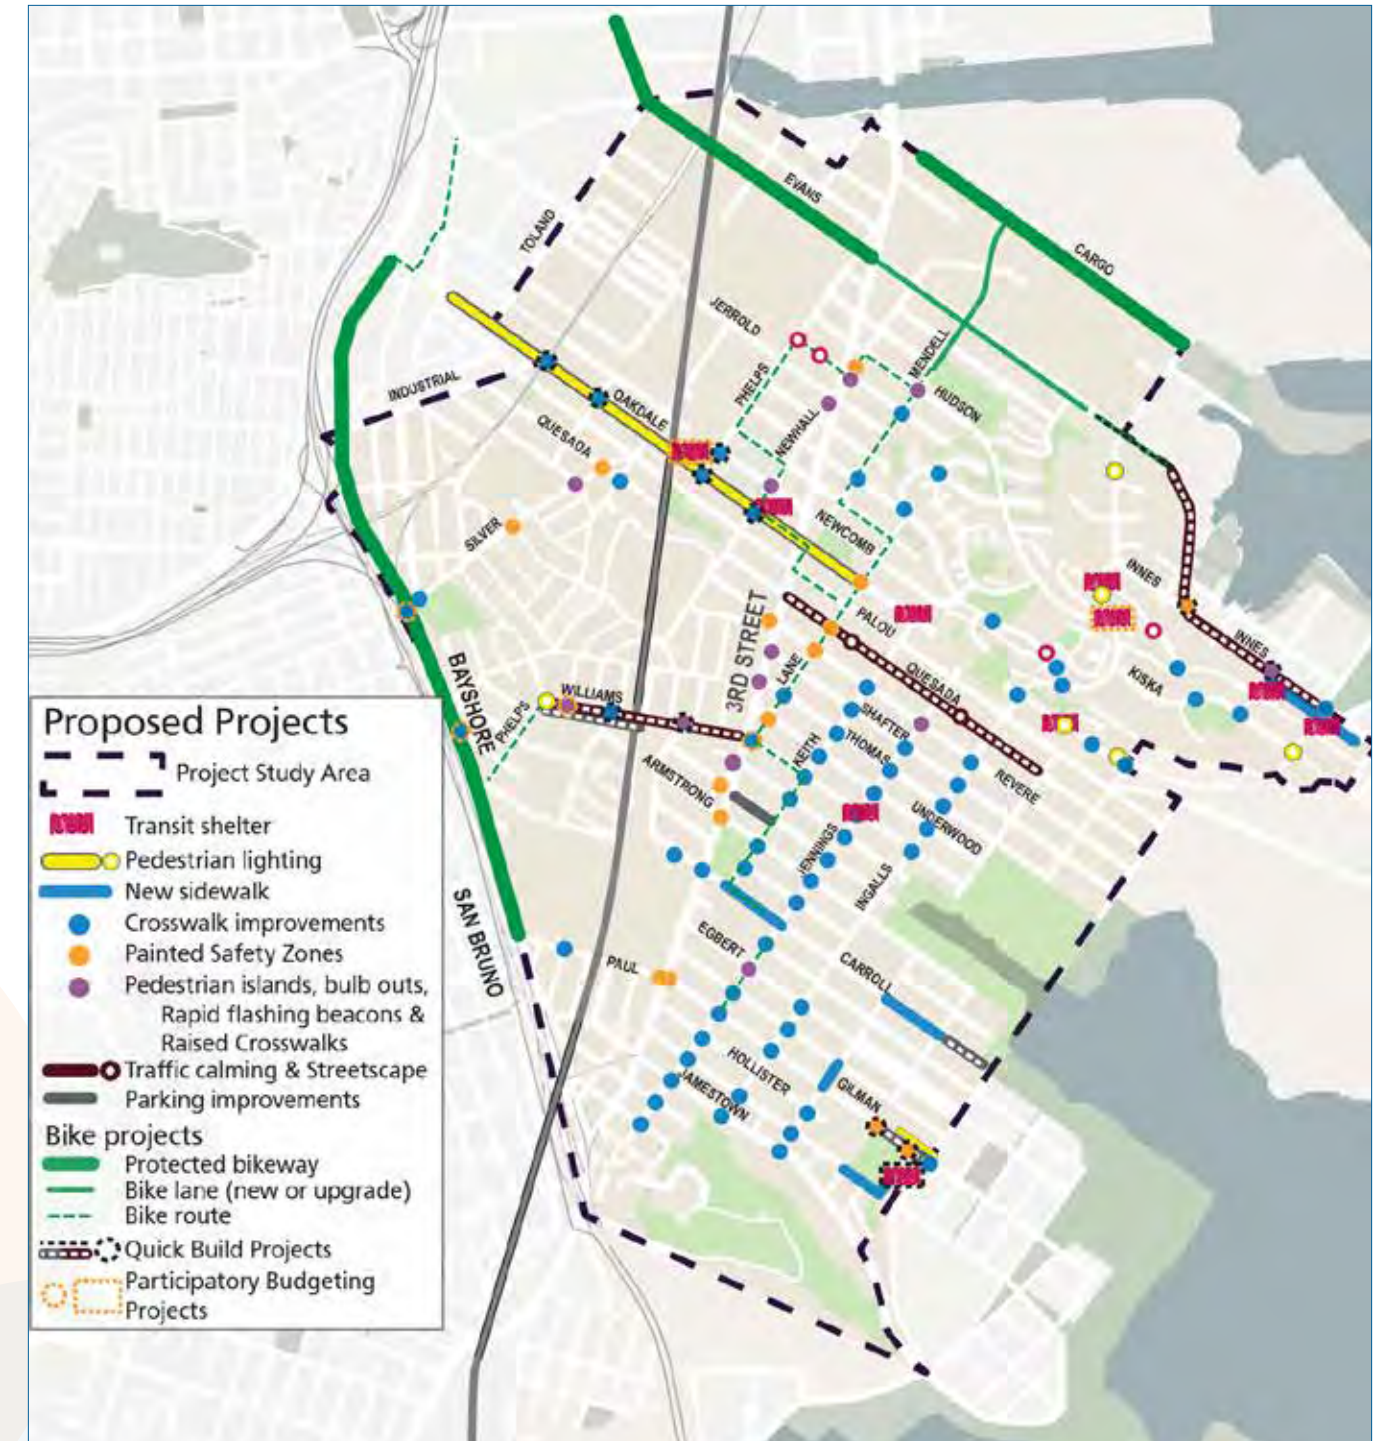 EVANS
CARGO
TOLAND
JERROLD
MENDELL
INDUSTRIAL
PHELPS
HUDSON
OAKDALE
NEWHALL
QUESADA
SILVER
NEWCOMB
INNES
3RD STREET
PALOU
INNES
QUESADA
LANE
KISKA
BAYSHORE
WILLIAMS
PHELPS
SHAFTER
THOMAS
KEITH
REVERE
ARMSTRONG
UNDERWOOD
JENNINGS
INGALLS
SAN BRUNO
EGBERT
CARROLL
PAUL
HOLLISTER
GILMAN
JAMESTOWN
Proposed Projects
Project Study Area
Transit shelter
Pedestrian lighting
New sidewalk
Crosswalk improvements
Painted Safety Zones
Pedestrian islands, bulb outs,
Rapid flashing beacons &
Raised Crosswalks
Traffic calming & Streetscape
Parking improvements
Bike projects
Protected bikeway
Bike lane (new or upgrade)
Bike route
Quick Build Projects
Participatory Budgeting
Projects